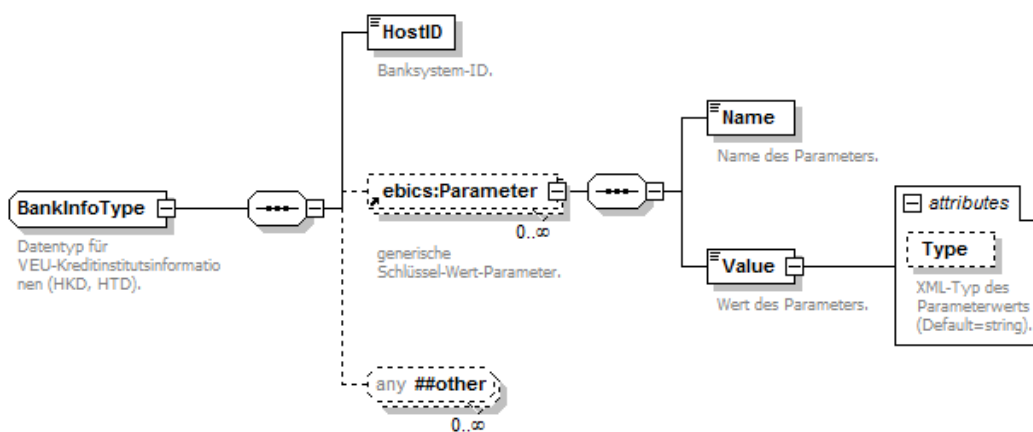 HostID
Banksystem-ID.
Name
Name des Parameters.
BankInfoType
Datentyp für
VEU-Kreditinstitutsinformatio
nen (HKD, HTD).
ebics:Parameter
0..∞
generische
Schlüssel-Wert-Parameter.
Value
Wert des Parameters.
attributes
Type
XML-Typ des
Parameterwerts
(Default=string).
any ##other
0..∞